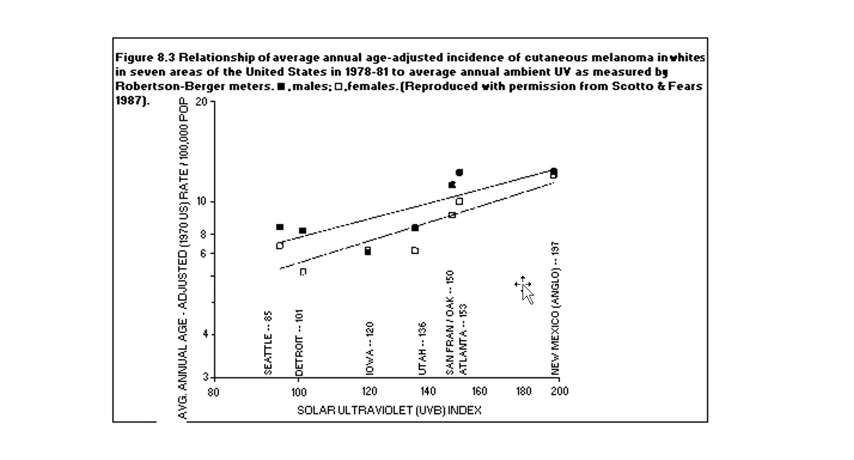 Figure 8.3 Relationship of average annual age-adjusted incidence of cutaneous melanoma in whites
in seven areas of the United States in 1978-81 to average annual ambient UV as measured by
Robertson-Berger meters. ■ ,males; □ ,females. (Reproduced with permission from Scotto & Fears
1987).
AVG. ANNUAL AGE - ADJUSTED (1970 US) RATE / 100,000 POP
20
10
8
6
4
3
SEATTLE -- 85
DETROIT -- 101
IOWA -- 120
UTAH -- 136
SAN FRAN / OAK -- 150
ATLANTA -- 153
NEW MEXICO (ANGLO) -- 197
80 100 120 140 160 180 200
SOLAR ULTRAVIOLET (UVB) INDEX